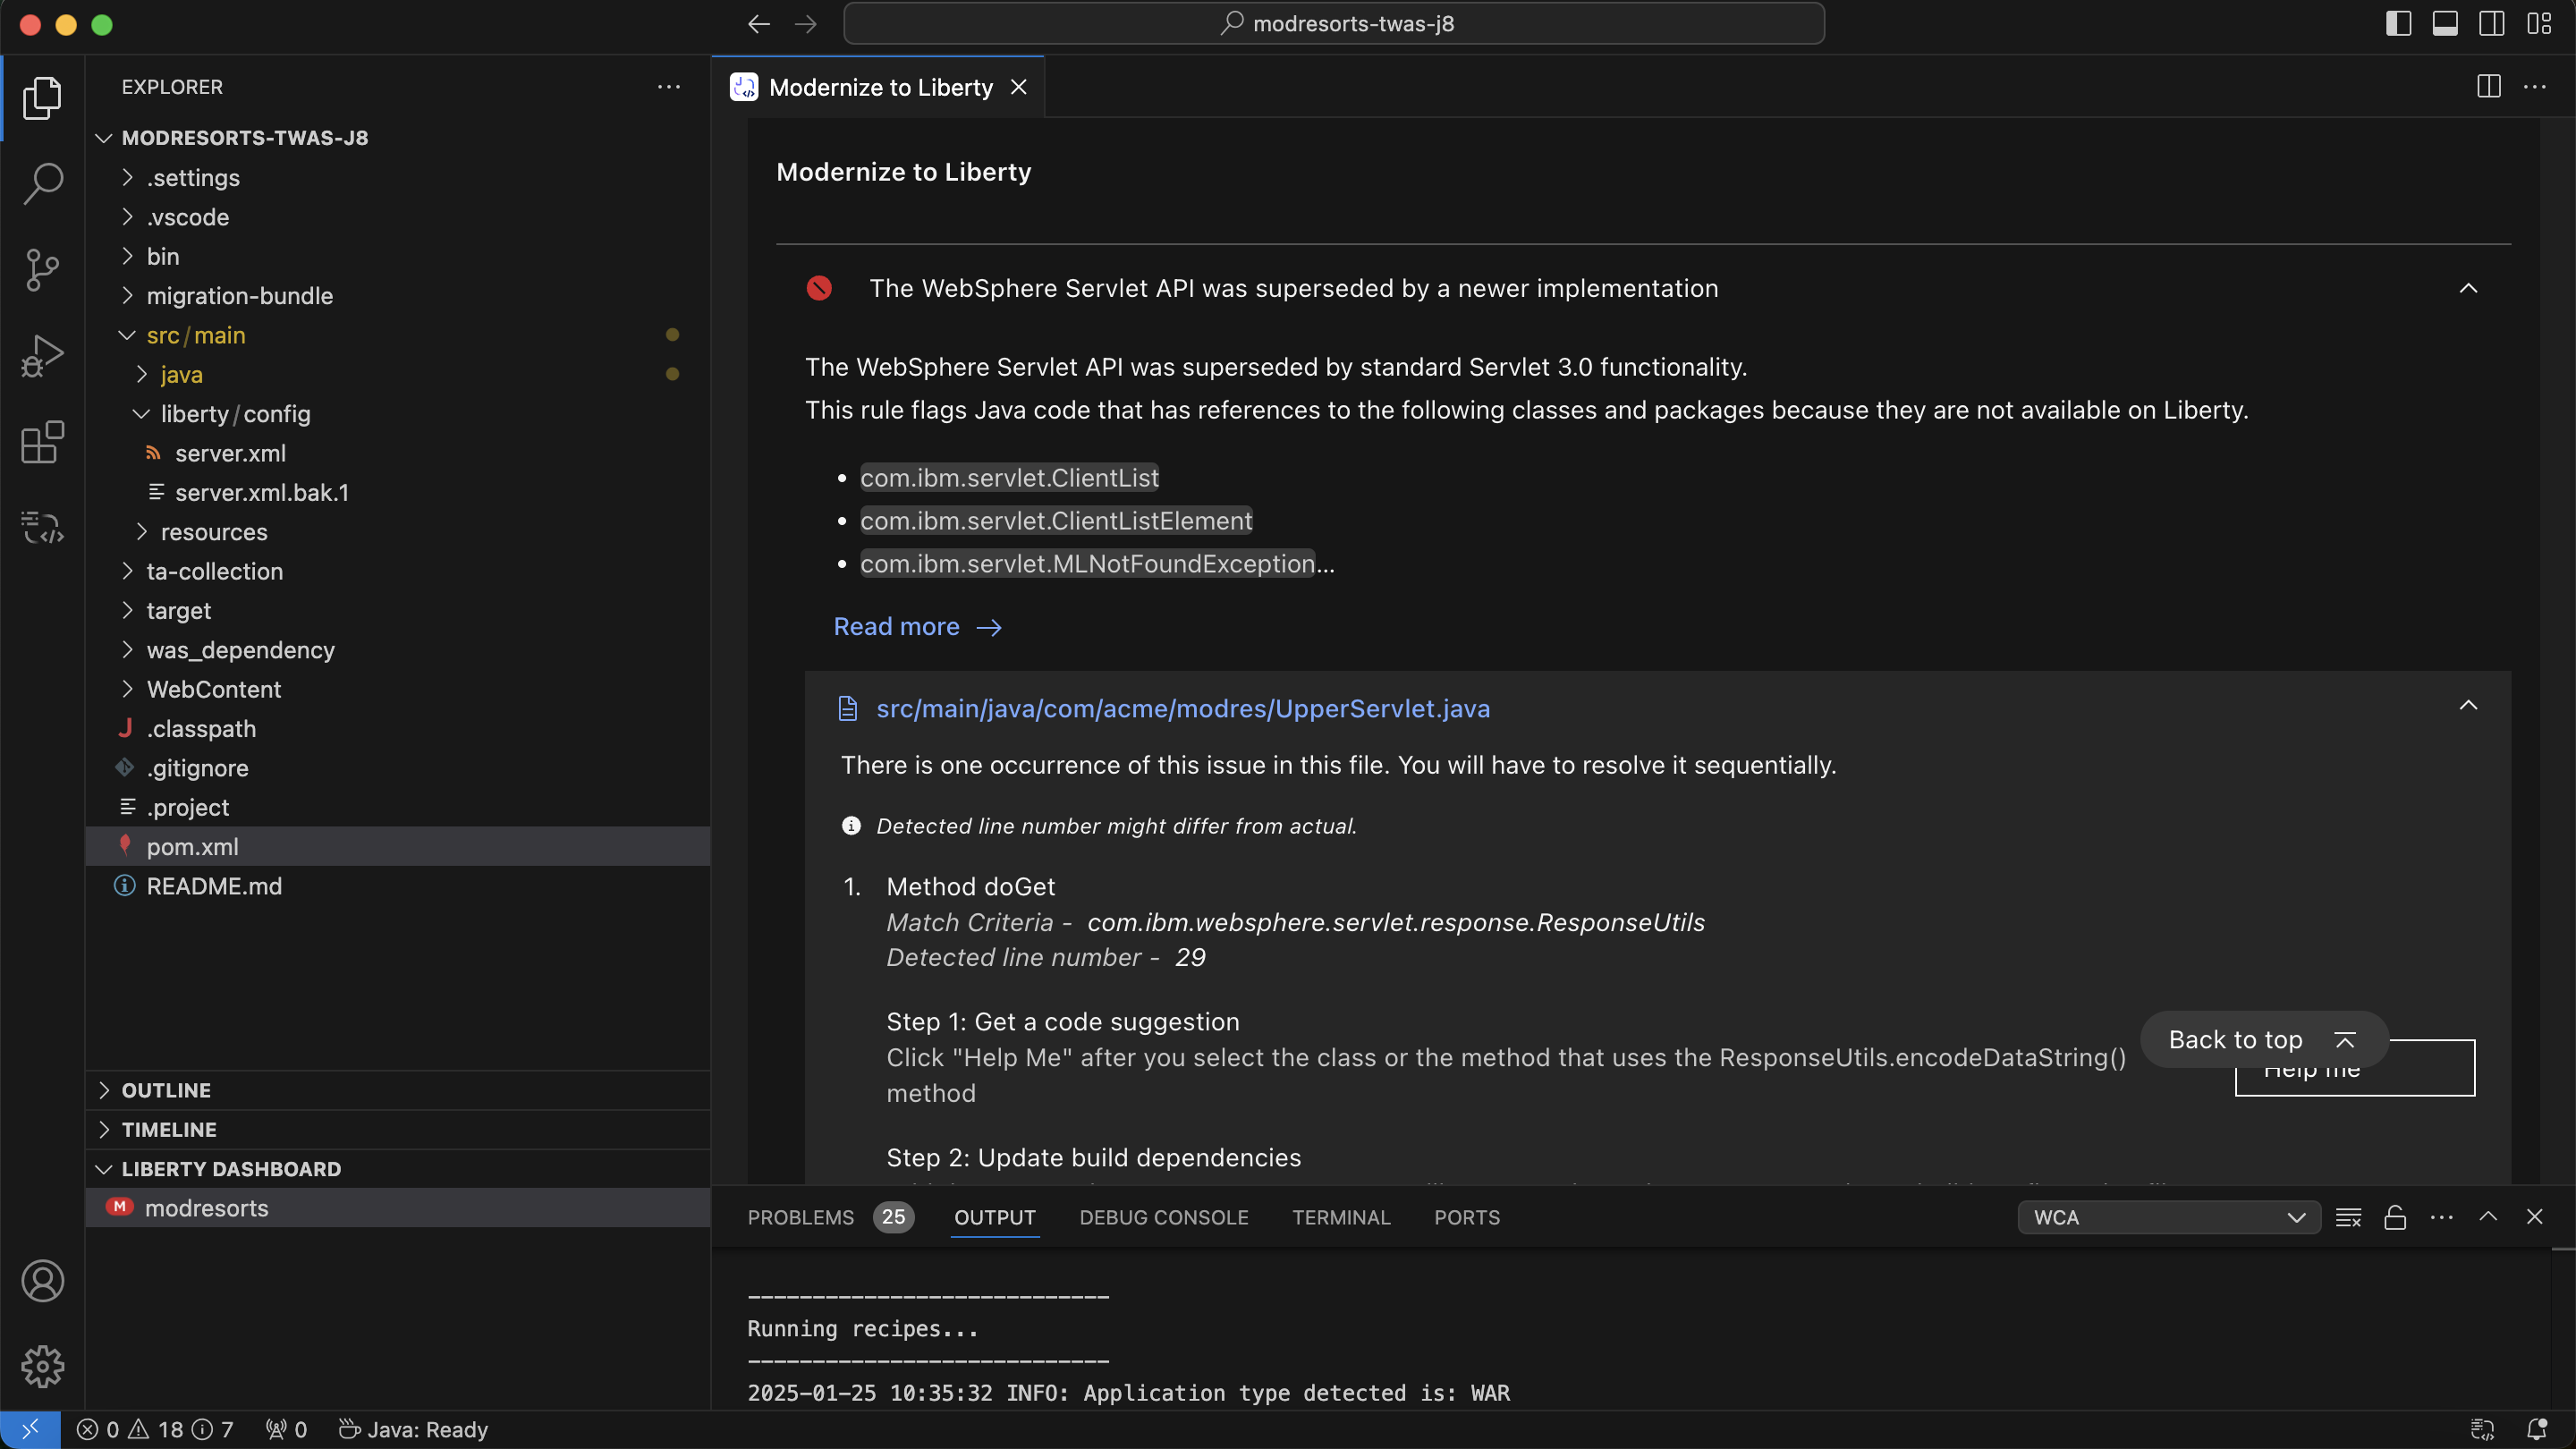 modresorts-twas-j8
EXPLORER
MODRESORTS-TWAS-J8
.settings
.vscode
bin
migration-bundle
src/main
java
liberty/config
server.xml
server.xml.bak.1
resources
ta-collection
target
was_dependency
WebContent
.classpath
.gitignore
.project
pom.xml
README.md
OUTLINE
TIMELINE
LIBERTY DASHBOARD
M modresorts
Modernize to Liberty
Modernize to Liberty
The WebSphere Servlet API was superseded by a newer implementation
The WebSphere Servlet API was superseded by standard Servlet 3.0 functionality.
This rule flags Java code that has references to the following classes and packages because they are not available on Liberty.
• com.ibm.servlet.ClientList
• com.ibm.servlet.ClientListElement
• com.ibm.servlet.MLNotFoundException...
Read more →
src/main/java/com/acme/modres/UpperServlet.java
There is one occurrence of this issue in this file. You will have to resolve it sequentially.
Detected line number might differ from actual.
1. Method doGet
Match Criteria - com.ibm.websphere.servlet.response.ResponseUtils
Detected line number - 29
Step 1: Get a code suggestion
Click "Help Me" after you select the class or the method that uses the ResponseUtils.encodeDataString()
method
Back to top
Help me
Step 2: Update build dependencies
PROBLEMS 25 OUTPUT DEBUG CONSOLE TERMINAL PORTS WCA
----------------------------
Running recipes...
----------------------------
2025-01-25 10:35:32 INFO: Application type detected is: WAR
0 18 7 0 Java: Ready